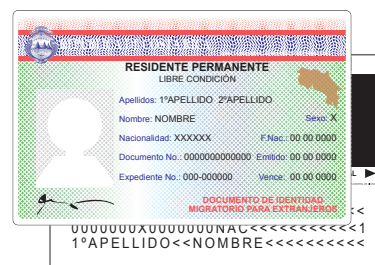 RESIDENTE PERMANENTE
LIBRE CONDICIÓN
Apellidos: 1ºAPELLIDO 2ºAPELLIDO
Nombre: NOMBRE Sexo: X
Nacionalidad: XXXXXX F.Nac.: 00 00 0000
Documento No.: 0000000000000 Emitido: 00 00 0000
Expediente No.: 000-000000 Vence: 00 00 0000
DOCUMENTO DE IDENTIDAD
MIGRATORIO PARA EXTRANJEROS
<<
0000000X0000000NAC<<<<<<<<<<<1
1ºAPELLIDO<<NOMBRE<<<<<<<<<<